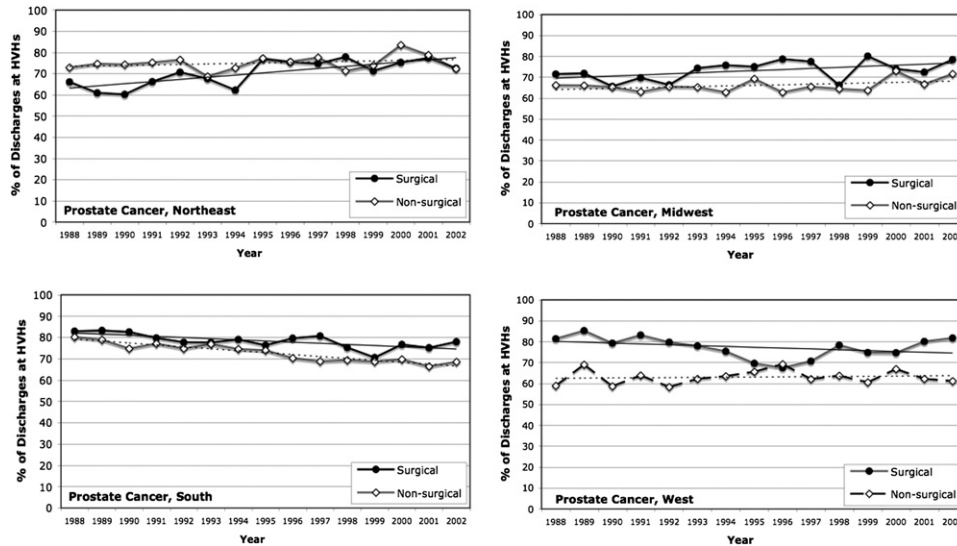 % of Discharges at HVHs
100
90
80
70
60
50
40
30
20
10
0
Surgical
Non-surgical
Prostate Cancer, Northeast
1988 1989 1990 1991 1992 1993 1994 1995 1996 1997 1998 1999 2000 2001 2002
Year
% of Discharges at HVHs
100
90
80
70
60
50
40
30
20
10
0
Surgical
Non-surgical
Prostate Cancer, Midwest
1988 1989 1990 1991 1992 1993 1994 1995 1996 1997 1998 1999 2000 2001 200
Year
% of Discharges at HVHs
100
90
80
70
60
50
40
30
20
10
0
Surgical
Non-surgical
Prostate Cancer, South
1988 1989 1990 1991 1992 1993 1994 1995 1996 1997 1998 1999 2000 2001 2002
Year
% of Discharges at HVHs
100
90
80
70
60
50
40
30
20
10
0
Surgical
Non-surgical
Prostate Cancer, West
1988 1989 1990 1991 1992 1993 1994 1995 1996 1997 1998 1999 2000 2001 200
Year